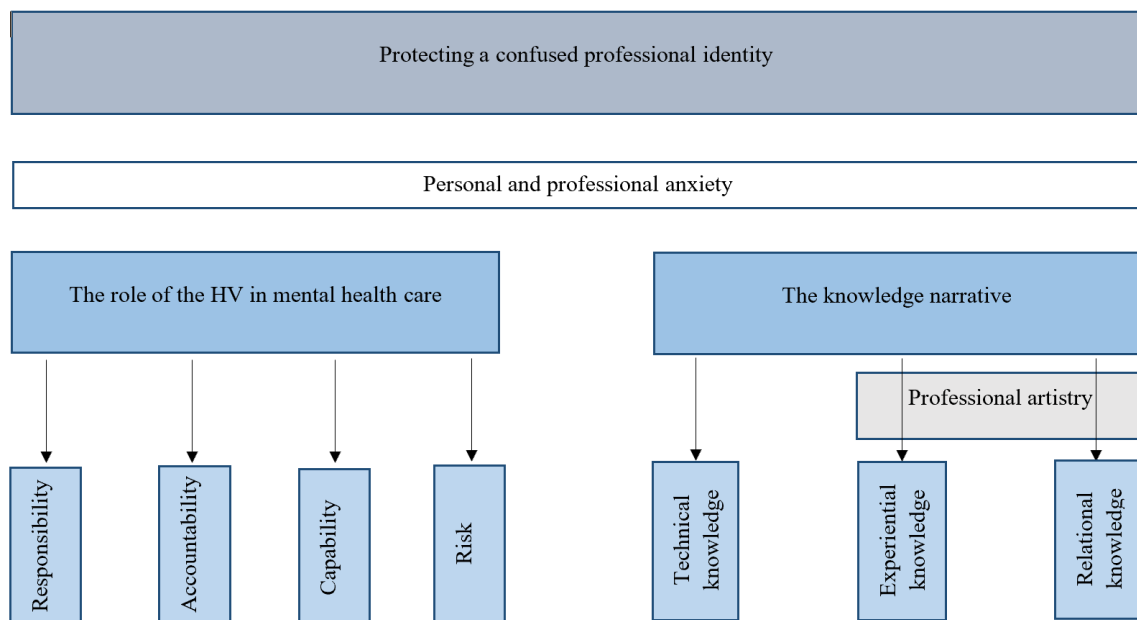 Protecting a confused professional identity
Personal and professional anxiety
The role of the HV in mental health care
The knowledge narrative
Professional artistry
Responsibility
Accountability
Capability
Risk
Technical
knowledge
Experiential
knowledge
Relational
knowledge